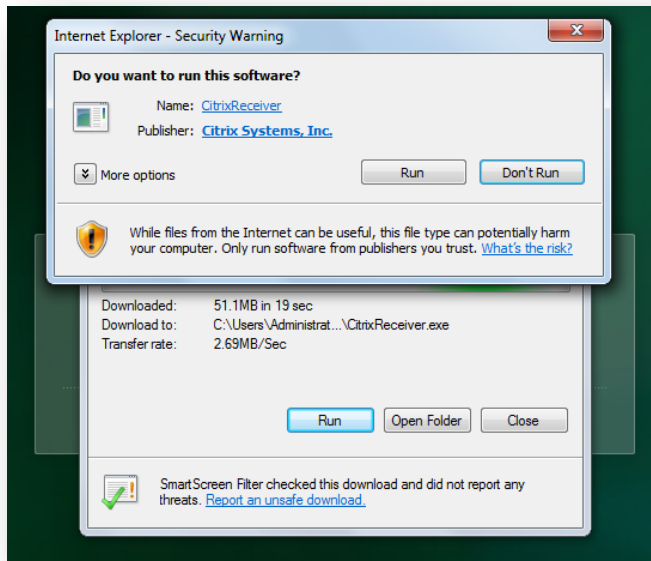 Internet Explorer - Security Warning
Do you want to run this software?
Name: CitrixReceiver
Publisher: Citrix Systems, Inc.
More options
Run
Don't Run
While files from the Internet can be useful, this file type can potentially harm
your computer. Only run software from publishers you trust. What's the risk?
Downloaded: 51.1MB in 19 sec
Download to: C:\Users\Administrat...\CitrixReceiver.exe
Transfer rate: 2.69MB/Sec
Run
Open Folder
Close
SmartScreen Filter checked this download and did not report any
threats. Report an unsafe download.